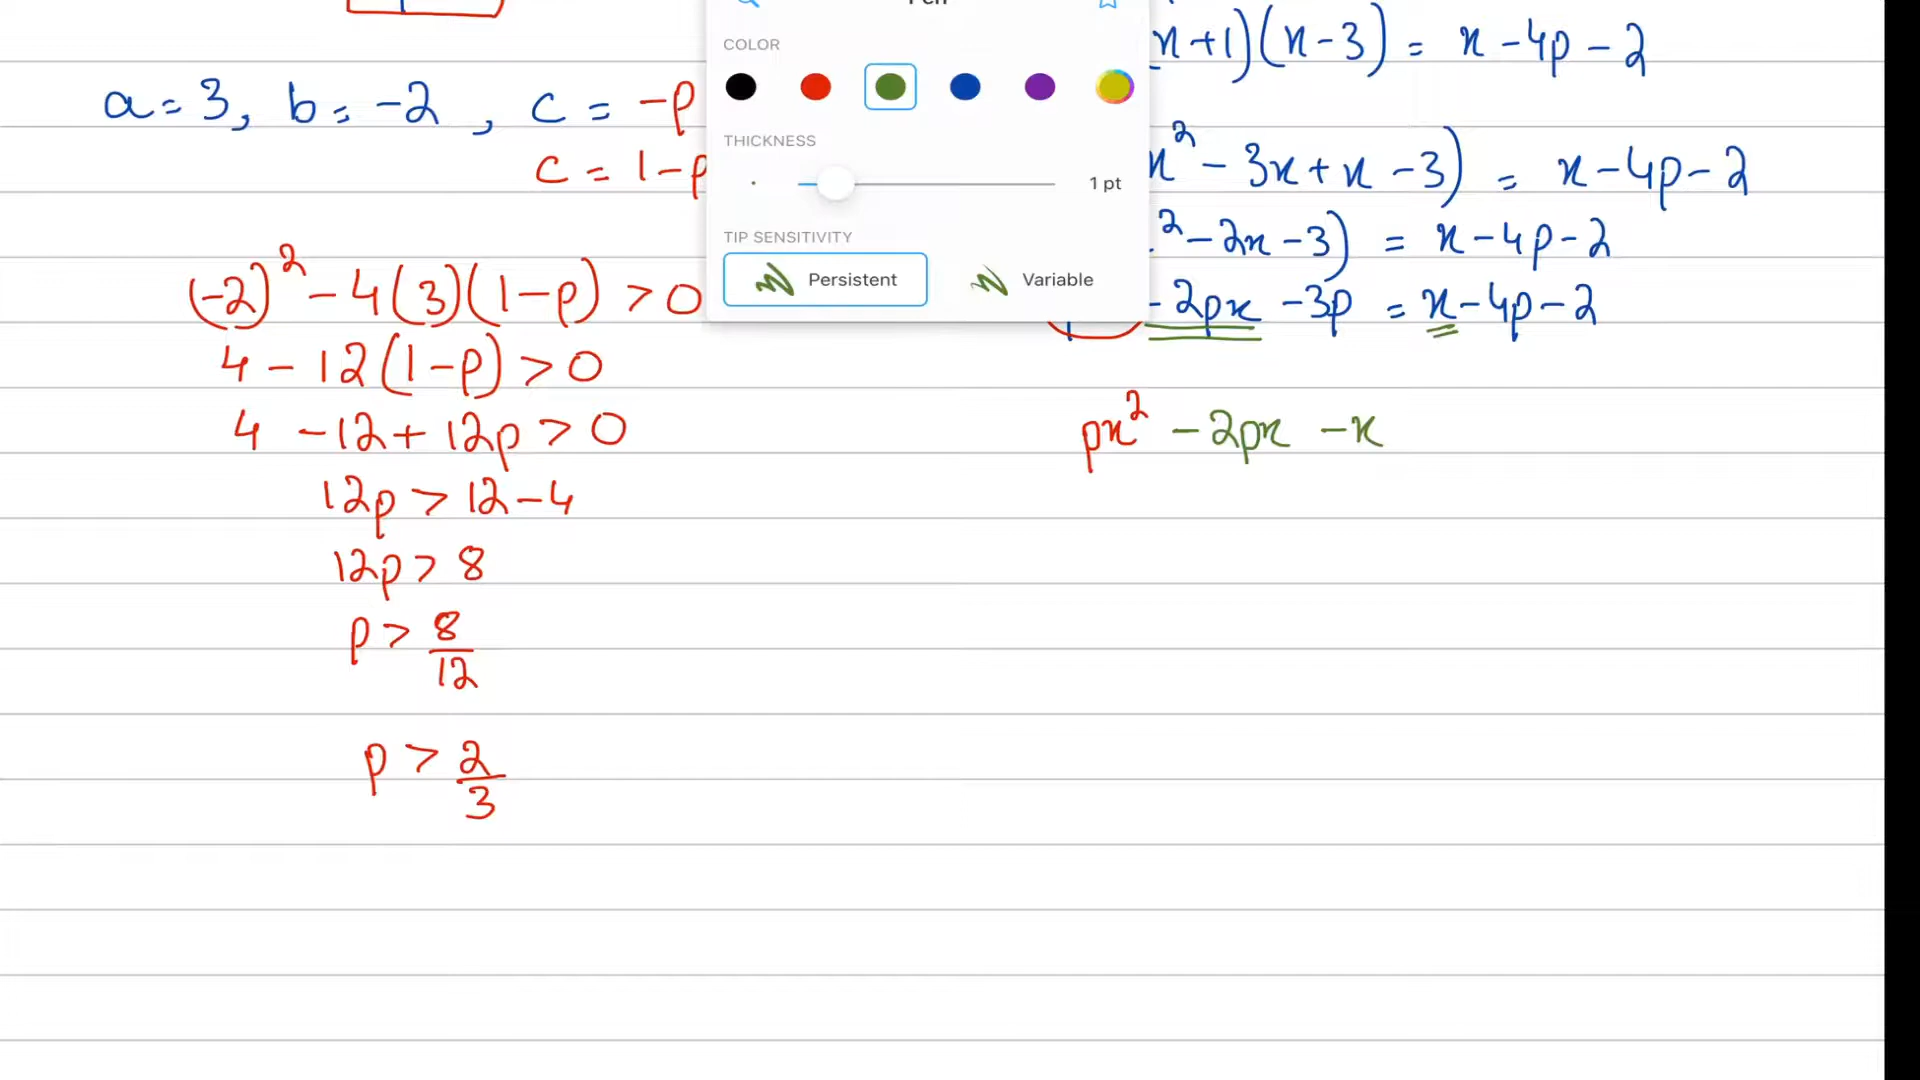 a = 3, b = -2, c = -p
c = 1-p
(-2)² - 4(3)(1-p) > 0
4 - 12(1-p) > 0
4 - 12 + 12p > 0
12p > 12-4
12p > 8
p > 8/12
p > 2/3
COLOR
THICKNESS
1 pt
TIP SENSITIVITY
Persistent Variable
x+1)(x-3) = x-4p-2
x² - 3x + x - 3) = x-4p-2
² - 2x - 3) = x-4p-2
- 2px - 3p = x-4p-2
px² - 2px - x